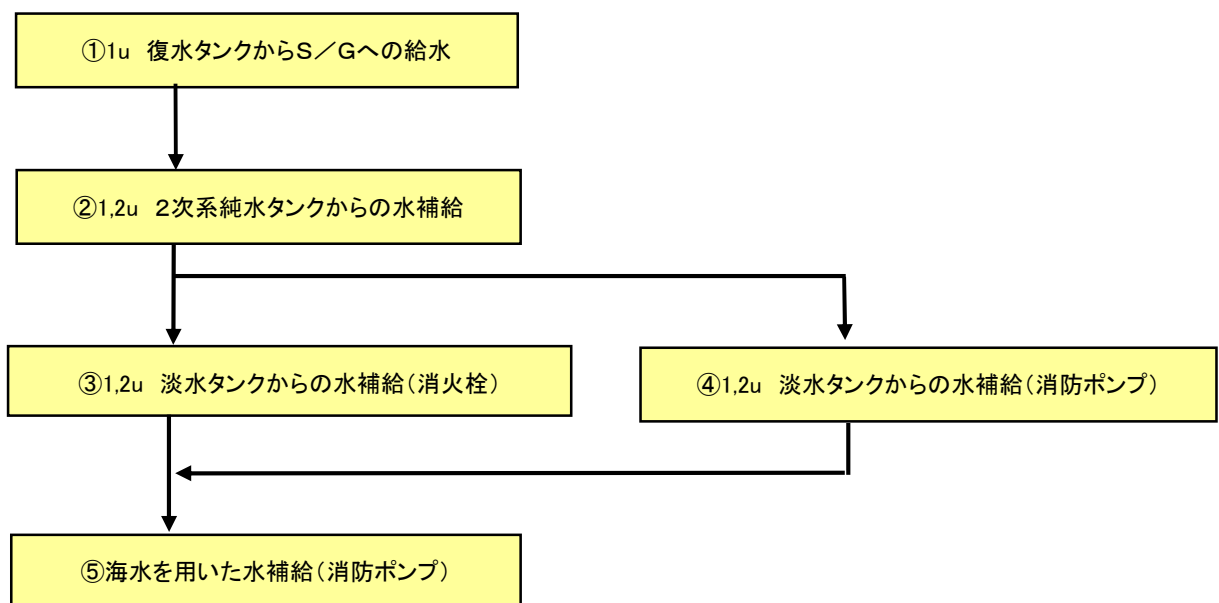 ①1u 復水タンクからS／Gへの給水
②1,2u ２次系純水タンクからの水補給
③1,2u 淡水タンクからの水補給（消火栓）
④1,2u 淡水タンクからの水補給（消防ポンプ）
⑤海水を用いた水補給（消防ポンプ）